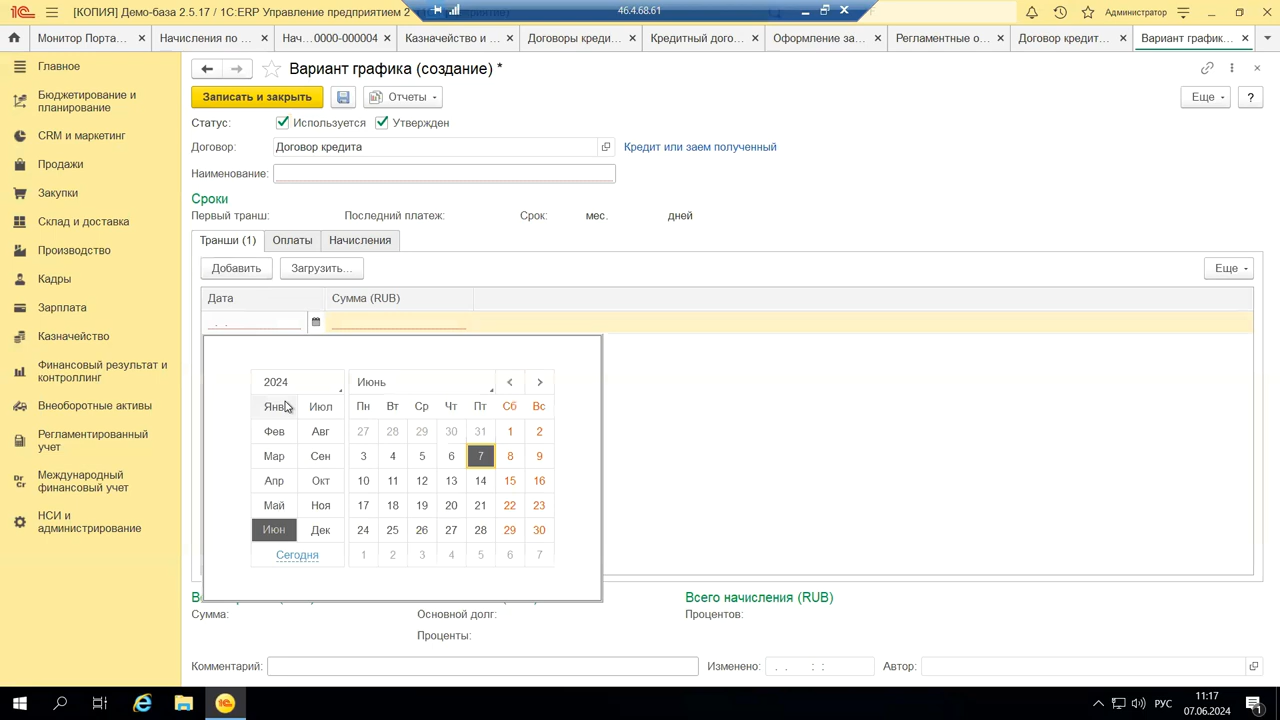 [КОПИЯ] Демо-база 2.5.17 / 1С:ERP Управление предприятием 2
46.4.68.61
Администратор
Монитор Порта...
Начисления по ...
Нач...0000-000004
Казначейство и ...
Договоры креди...
Кредитный дого...
Оформление за...
Регламентные о...
Договор кредит...
Вариант график...
Главное
Бюджетирование и
планирование
CRM и маркетинг
Продажи
Закупки
Склад и доставка
Производство
Кадры
Зарплата
Казначейство
Финансовый результат и
контроллинг
Внеоборотные активы
Регламентированный
учет
Международный
финансовый учет
НСИ и
администрирование
Вариант графика (создание) *
Записать и закрыть
Отчеты
Еще
?
Статус:
Используется
Утвержден
Договор:
Договор кредита
Кредит или заем полученный
Наименование:
Сроки
Первый транш:
Последний платеж:
Срок:
мес.
дней
Транши (1)
Оплаты
Начисления
Добавить
Загрузить...
Еще
Дата
Сумма (RUB)
2024
Июнь
Янв Июл
Фев Авг
Мар Сен
Апр Окт
Май Ноя
Июн Дек
Сегодня
Пн Вт Ср Чт Пт Сб Вс
27 28 29 30 31 1 2
3 4 5 6 7 8 9
10 11 12 13 14 15 16
17 18 19 20 21 22 23
24 25 26 27 28 29 30
1 2 3 4 5 6 7
Всего начисления (RUB)
Сумма:
Основной долг:
Процентов:
Проценты:
Комментарий:
Изменено:
. . : :
Автор:
РУС
11:17
07.06.2024
1